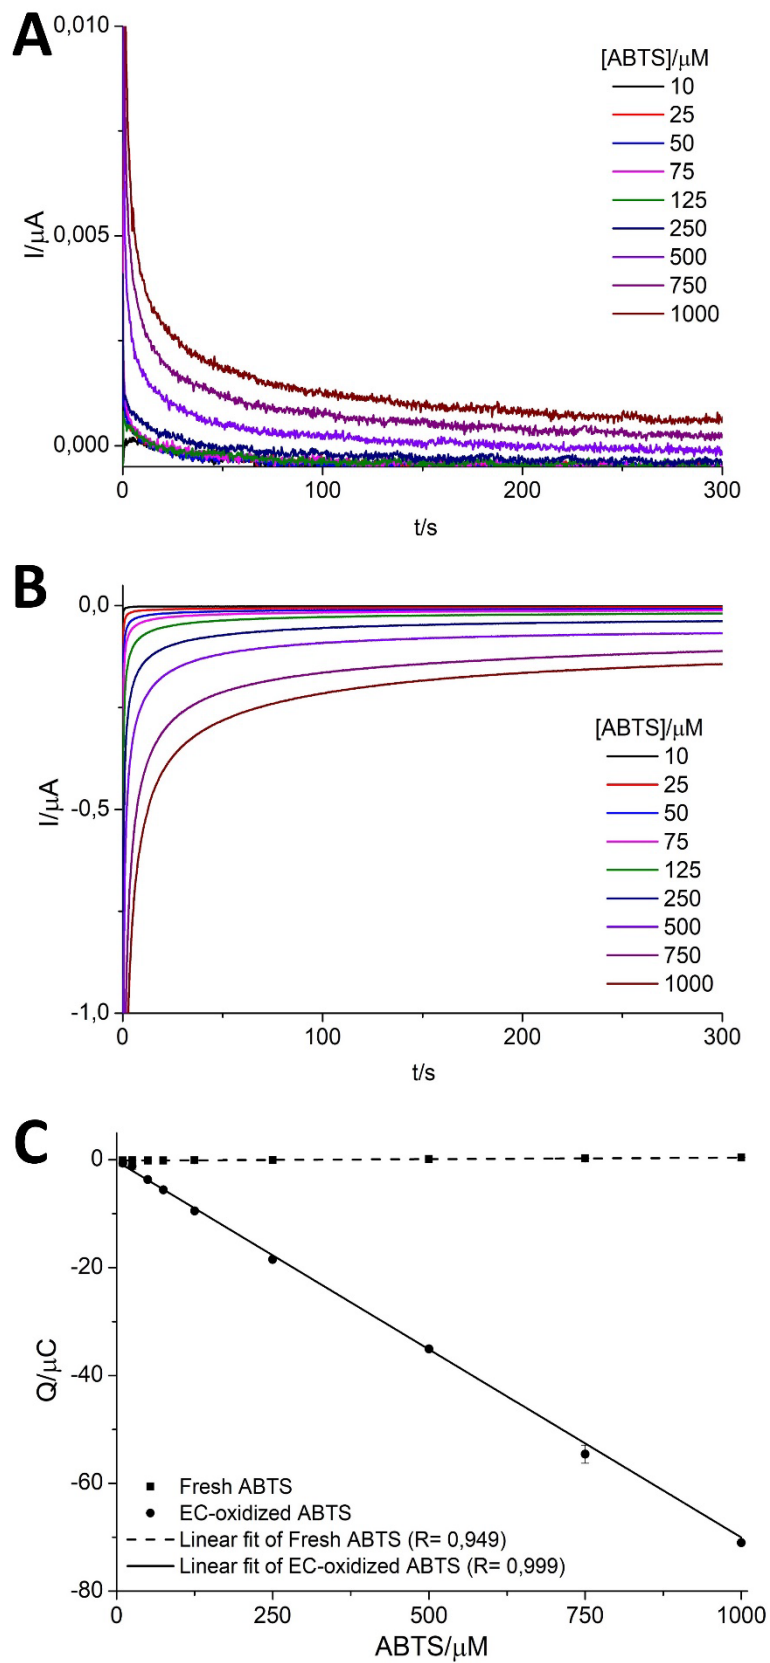 A
0,010
0,005
0,000
I/μA
0
100
200
300
t/s
[ABTS]/μM
10
25
50
75
125
250
500
750
1000
B
0,0
-0,5
-1,0
I/μA
0
100
200
300
t/s
[ABTS]/μM
10
25
50
75
125
250
500
750
1000
C
0
-20
-40
-60
-80
Q/μC
Fresh ABTS
EC-oxidized ABTS
Linear fit of Fresh ABTS (R= 0,949)
Linear fit of EC-oxidized ABTS (R= 0,999)
0
250
500
750
1000
ABTS/μM